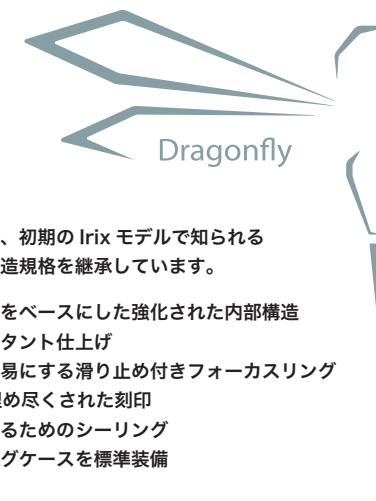 Dragonfly
、初期の Irix モデルで知られる
造規格を継承しています。
をベースにした強化された内部構造
タント仕上げ
易にする滑り止め付きフォーカスリング
め尽くされた刻印
るためのシーリング
グケースを標準装備